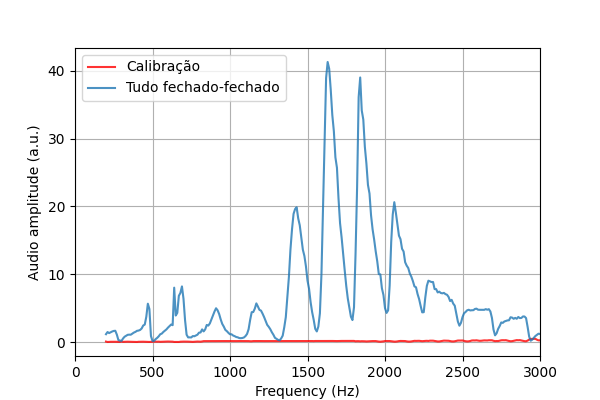 Calibração
Tudo fechado-fechado
Audio amplitude (a.u.)
40
30
20
10
0
0 500 1000 1500 2000 2500 3000
Frequency (Hz)